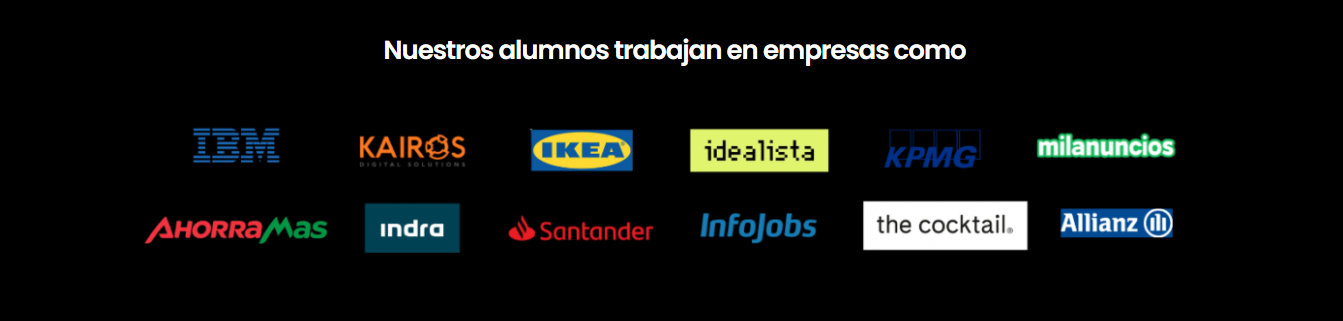 Nuestros alumnos trabajan en empresas como
IBM KAIROS IKEA idealista KPMG milanuncios
DIGITAL SOLUTIONS
AHORRAMAS indra Santander InfoJobs the cocktail. Allianz